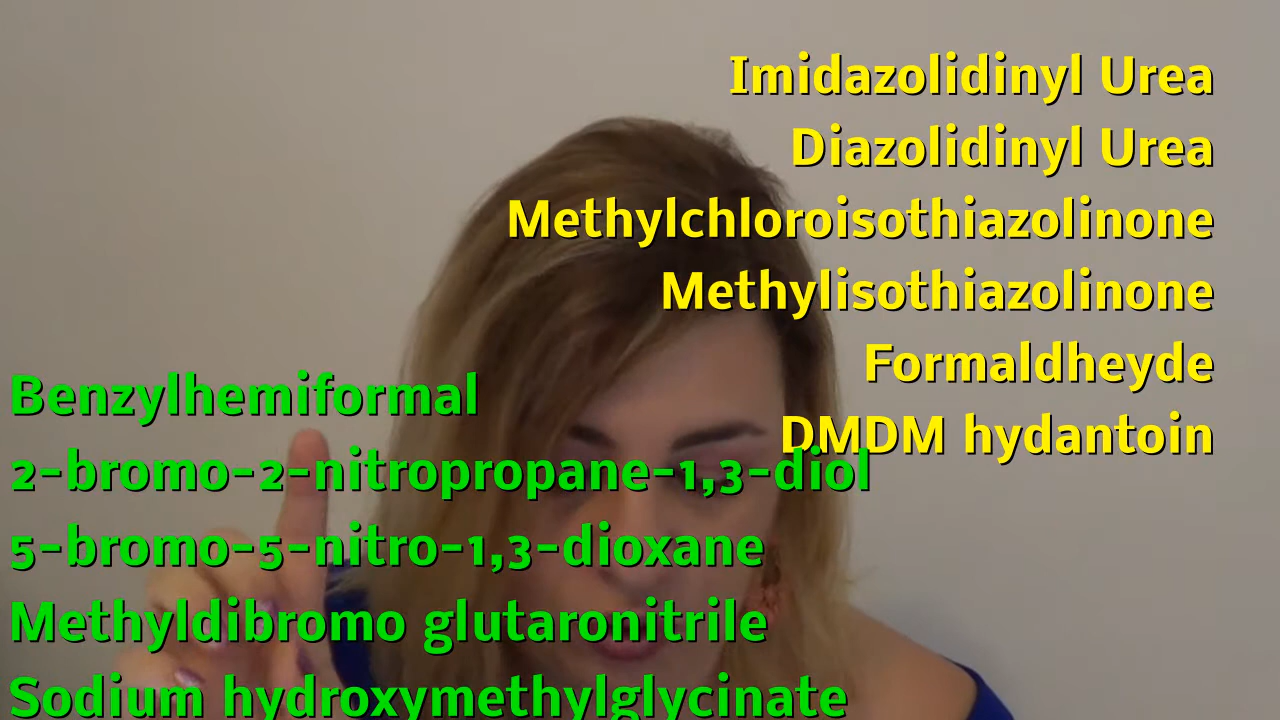 Imidazolidinyl Urea
Diazolidinyl Urea
Methylchloroisothiazolinone
Methylisothiazolinone
Formaldheyde
DMDM hydantoin
Benzylhemiformal
2-bromo-2-nitropropane-1,3-diol
5-bromo-5-nitro-1,3-dioxane
Methyldibromo glutaronitrile
Sodium hydroxymethylglycinate